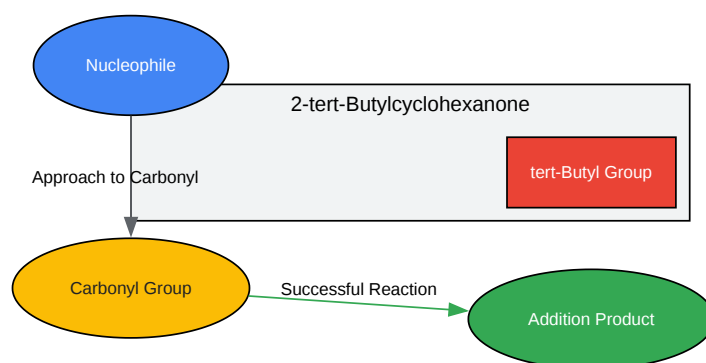 Nucleophile
2-tert-Butylcyclohexanone
tert-Butyl Group
Approach to Carbonyl
Carbonyl Group
Successful Reaction
Addition Product